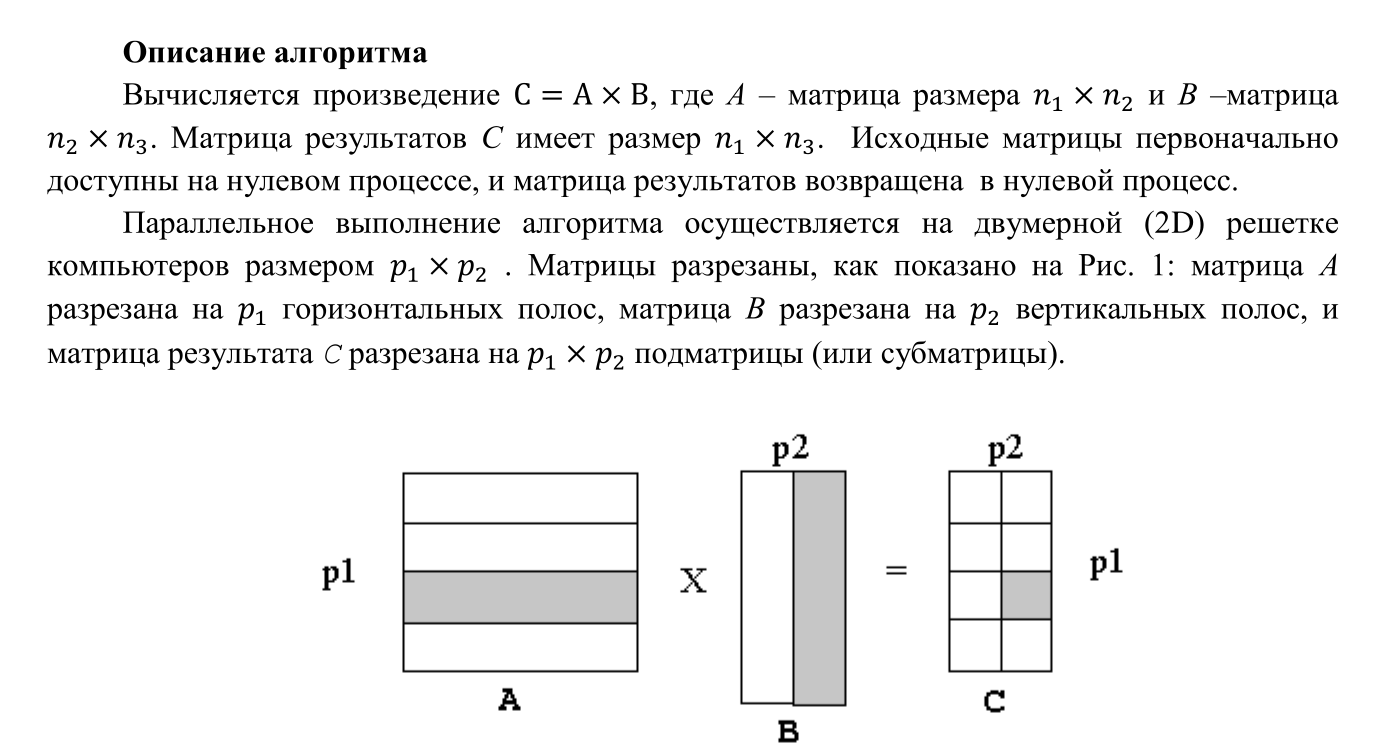 Описание алгоритма
Вычисляется произведение C = A × B, где A – матрица размера n₁ × n₂ и B –матрица
n₂ × n₃. Матрица результатов C имеет размер n₁ × n₃. Исходные матрицы первоначально
доступны на нулевом процессе, и матрица результатов возвращена в нулевой процесс.
Параллельное выполнение алгоритма осуществляется на двумерной (2D) решетке
компьютеров размером p₁ × p₂ . Матрицы разрезаны, как показано на Рис. 1: матрица A
разрезана на p₁ горизонтальных полос, матрица B разрезана на p₂ вертикальных полос, и
матрица результата C разрезана на p₁ × p₂ подматрицы (или субматрицы).
p2 p2
p1 X = p1
A B C